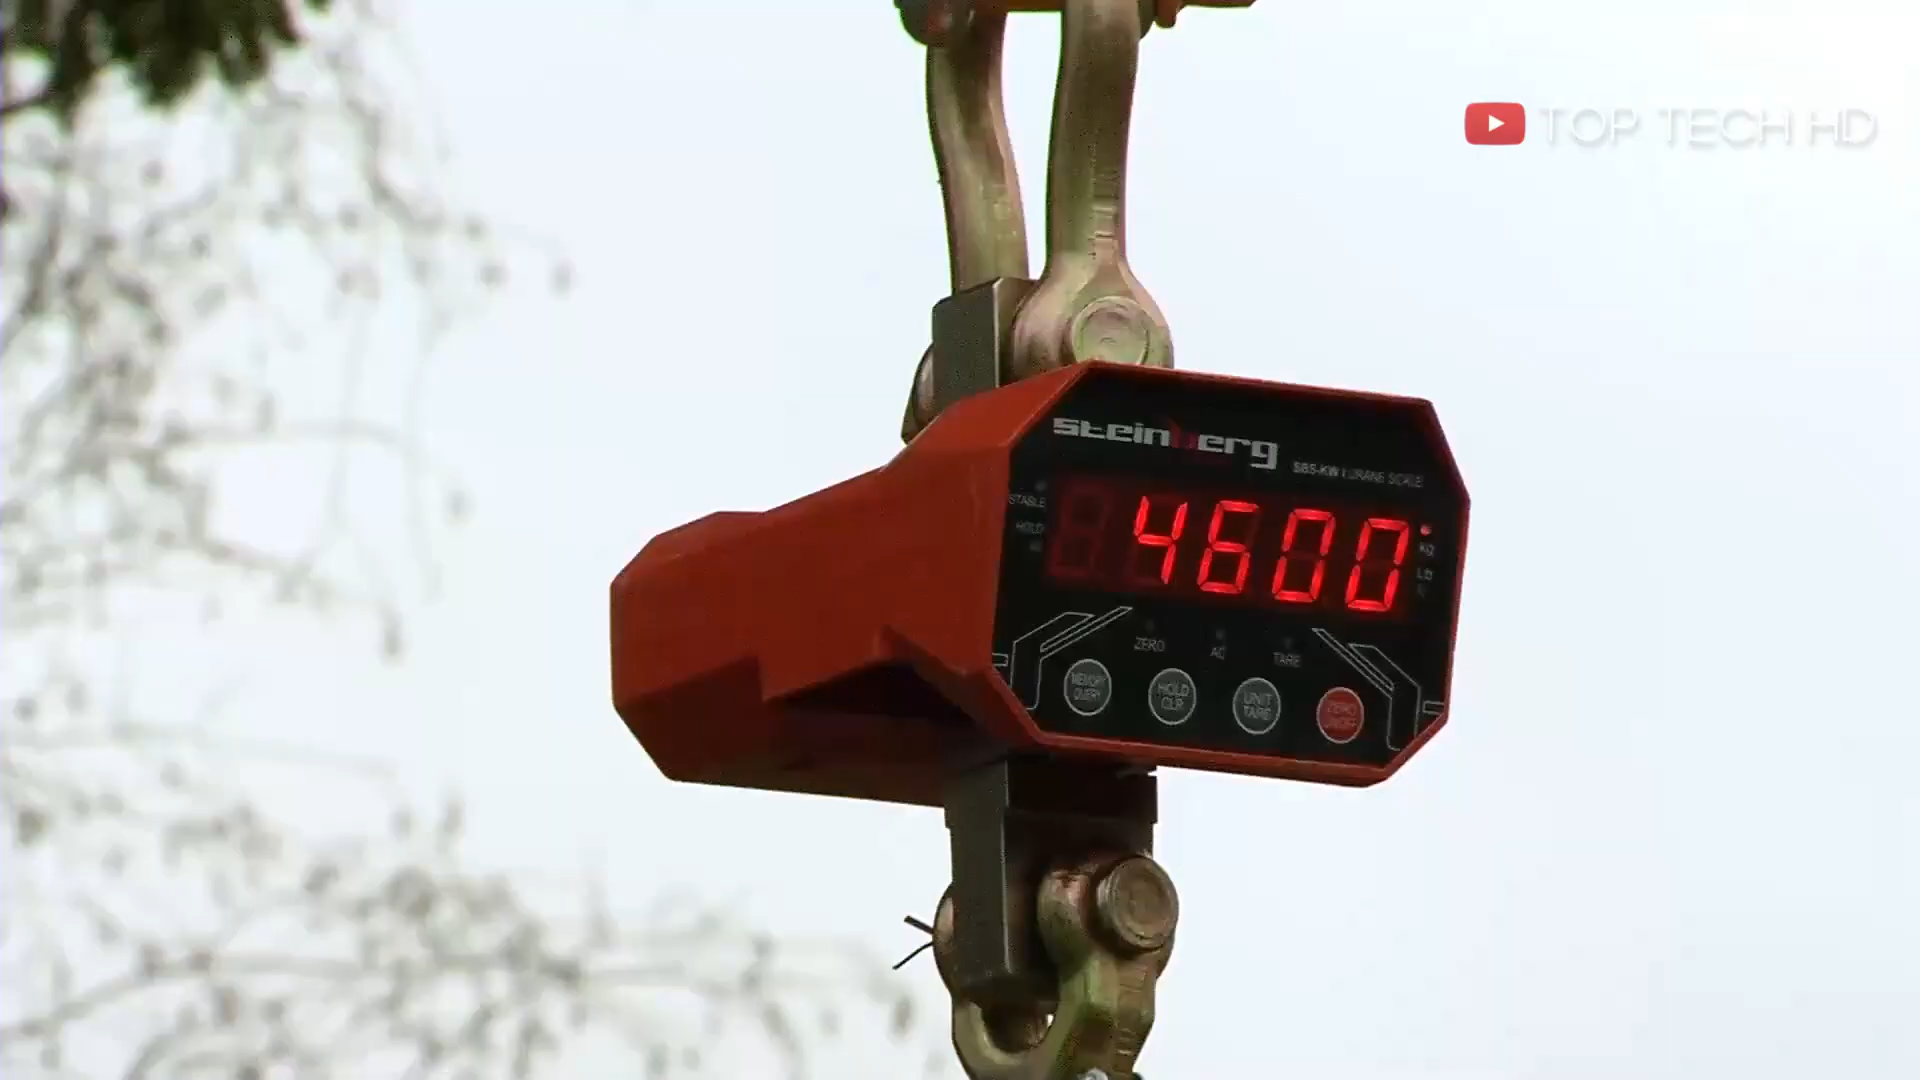 TOP TECH HD
steinberg
SBS-KW CRANE SCALE
STABLE
4600
HOLD
kg
Lb
ZERO
AC
TARE
MEMORY
QUERY
HOLD
CLR
UNIT
TARE
ZERO
ON/OFF